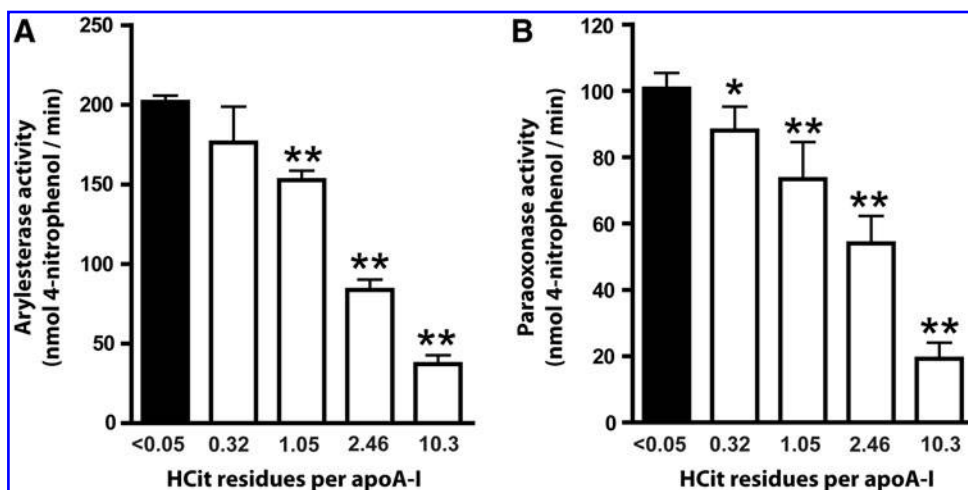 A
Arylesterase activity
(nmol 4-nitrophenol / min)
250
200
150
100
50
0
**
**
**
<0.05 0.32 1.05 2.46 10.3
HCit residues per apoA-I
B
Paraoxonase activity
(nmol 4-nitrophenol / min)
120
100
80
60
40
20
0
*
**
**
**
<0.05 0.32 1.05 2.46 10.3
HCit residues per apoA-I